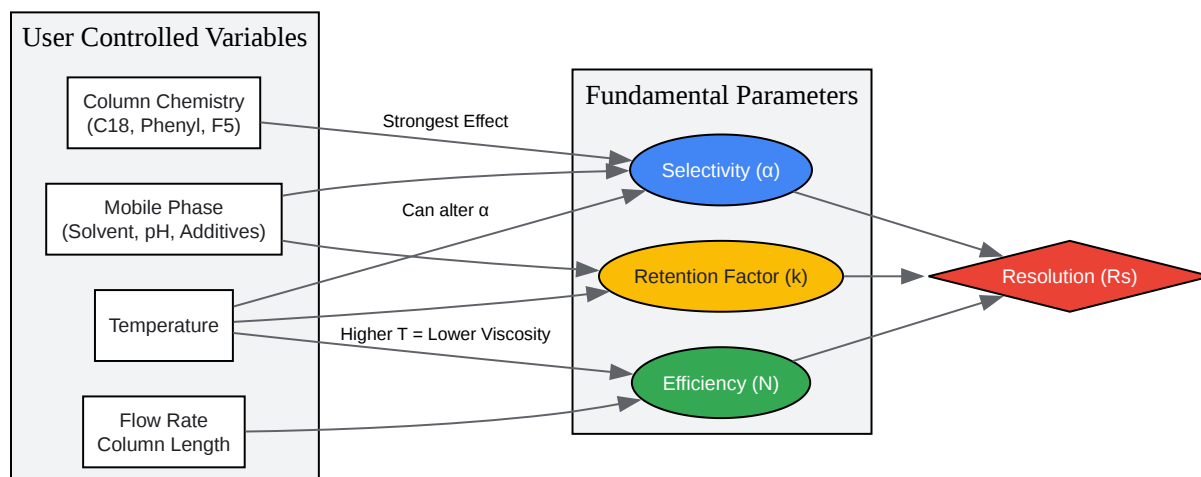 User Controlled Variables
Column Chemistry
(C18, Phenyl, F5)
Mobile Phase
(Solvent, pH, Additives)
Temperature
Flow Rate
Column Length
Strongest Effect
Can alter α
Higher T = Lower Viscosity
Fundamental Parameters
Selectivity (α)
Retention Factor (k)
Efficiency (N)
Resolution (Rs)